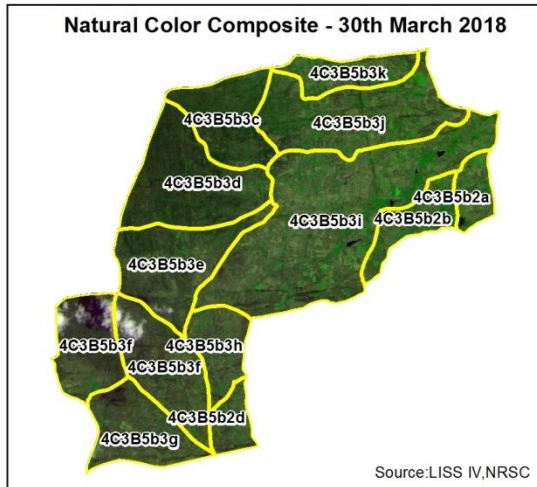 Natural Color Composite - 30th March 2018
4C3B5b3k
4C3B5b3c
4C3B5b3j
4C3B5b3d
4C3B5b2a
4C3B5b3i
4C3B5b2b
4C3B5b3e
4C3B5b3f
4C3B5b3h
4C3B5b3f
4C3B5b2d
4C3B5b3g
Source:LISS IV,NRSC